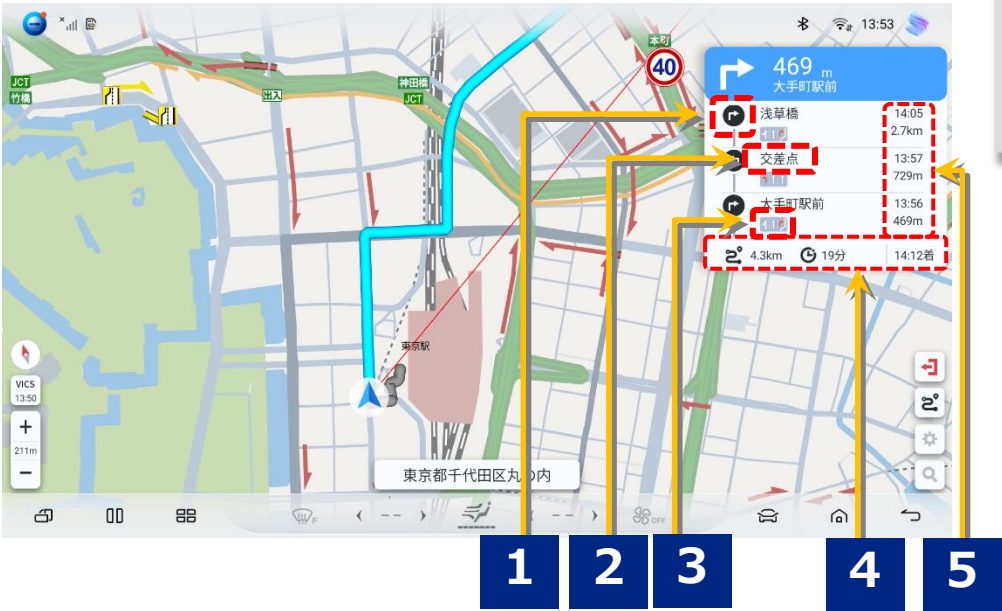 13:53
本町
40
JCT
竹橋
出入
神田橋
JCT
469 m
大手町駅前
浅草橋
14:05
2.7km
交差点
13:57
729m
大手町駅前
13:56
469m
4.3km
19分
14:12着
東京駅
VICS
13:50
+
211m
−
東京都千代田区丸の内
F
--
--
OFF
1
2
3
4
5